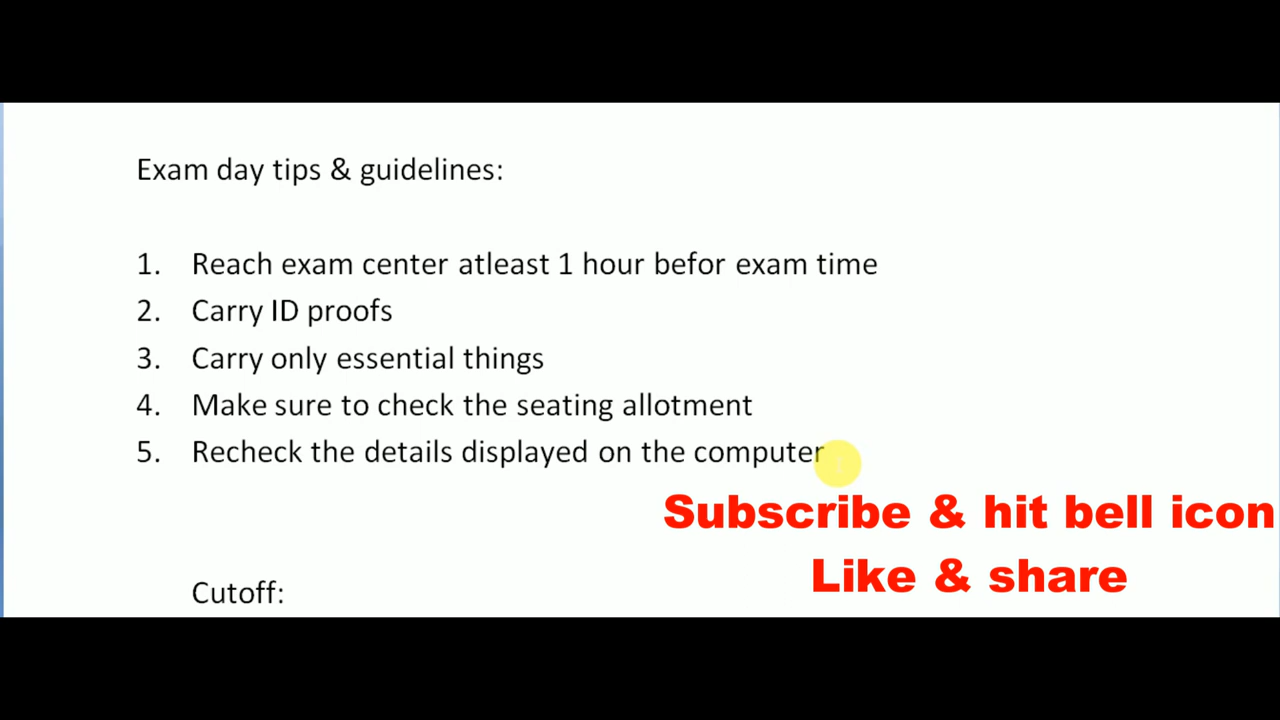 Exam day tips & guidelines:
1. Reach exam center atleast 1 hour befor exam time
2. Carry ID proofs
3. Carry only essential things
4. Make sure to check the seating allotment
5. Recheck the details displayed on the computer
Subscribe & hit bell icon
Like & share
Cutoff: